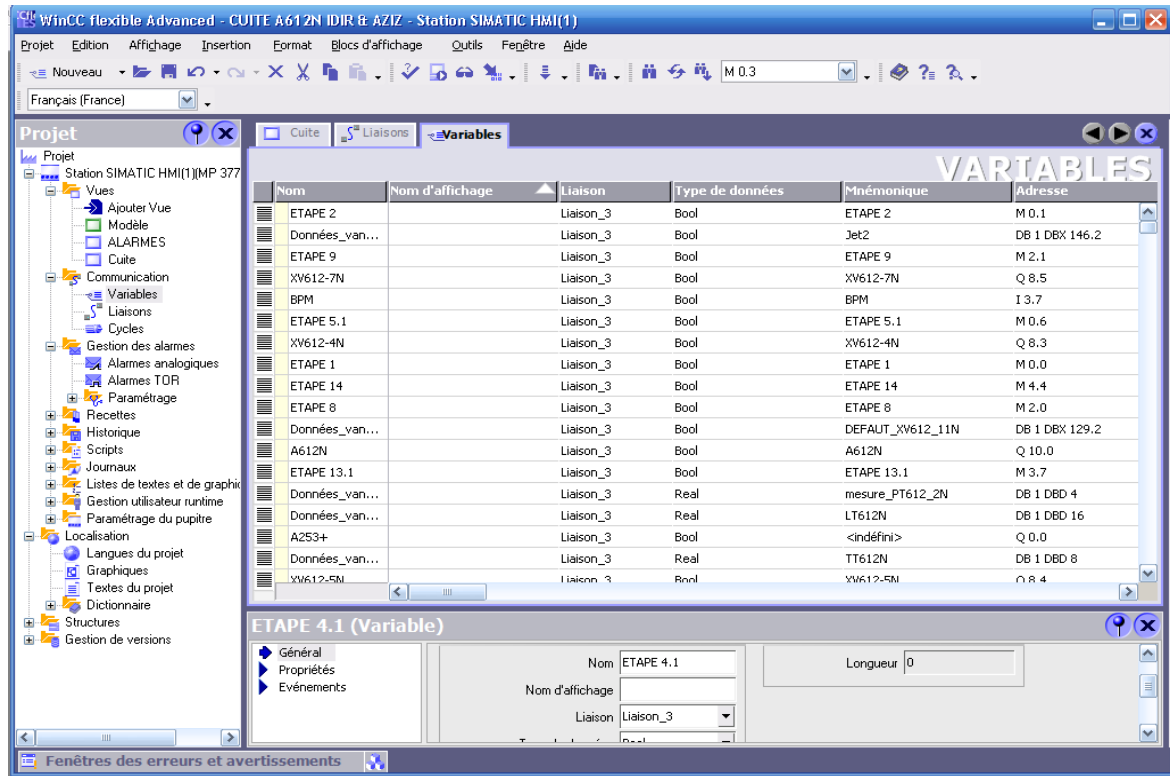 WinCC flexible Advanced - CUITE A612N IDIR & AZIZ - Station SIMATIC HMI(1)
Projet Edition Affichage Insertion Format Blocs d'affichage Outils Fenêtre Aide
Nouveau M 0.3
Français (France)
Projet
Projet
Station SIMATIC HMI(1)(MP 377
Vues
Ajouter Vue
Modèle
ALARMES
Cuite
Communication
Variables
Liaisons
Cycles
Gestion des alarmes
Alarmes analogiques
Alarmes TOR
Paramétrage
Recettes
Historique
Scripts
Journaux
Listes de textes et de graphic
Gestion utilisateur runtime
Paramétrage du pupitre
Localisation
Langues du projet
Graphiques
Textes du projet
Dictionnaire
Structures
Gestion de versions
Cuite Liaisons Variables
VARIABLES
Nom Nom d'affichage Liaison Type de données Mnémonique Adresse
ETAPE 2 Liaison_3 Bool ETAPE 2 M 0.1
Données_van... Liaison_3 Bool Jet2 DB 1 DBX 146.2
ETAPE 9 Liaison_3 Bool ETAPE 9 M 2.1
XV612-7N Liaison_3 Bool XV612-7N Q 8.5
BPM Liaison_3 Bool BPM I 3.7
ETAPE 5.1 Liaison_3 Bool ETAPE 5.1 M 0.6
XV612-4N Liaison_3 Bool XV612-4N Q 8.3
ETAPE 1 Liaison_3 Bool ETAPE 1 M 0.0
ETAPE 14 Liaison_3 Bool ETAPE 14 M 4.4
ETAPE 8 Liaison_3 Bool ETAPE 8 M 2.0
Données_van... Liaison_3 Bool DEFAUT_XV612_11N DB 1 DBX 129.2
A612N Liaison_3 Bool A612N Q 10.0
ETAPE 13.1 Liaison_3 Bool ETAPE 13.1 M 3.7
Données_van... Liaison_3 Real mesure_PT612_2N DB 1 DBD 4
Données_van... Liaison_3 Real LT612N DB 1 DBD 16
A253+ Liaison_3 Bool <indéfini> Q 0.0
Données_van... Liaison_3 Real TT612N DB 1 DBD 8
XV612-5N Liaison_3 Bool XV612-5N Q 8.4
ETAPE 4.1 (Variable)
Général
Propriétés
Evénements
Nom ETAPE 4.1
Nom d'affichage
Liaison Liaison_3
Longueur 0
Fenêtres des erreurs et avertissements